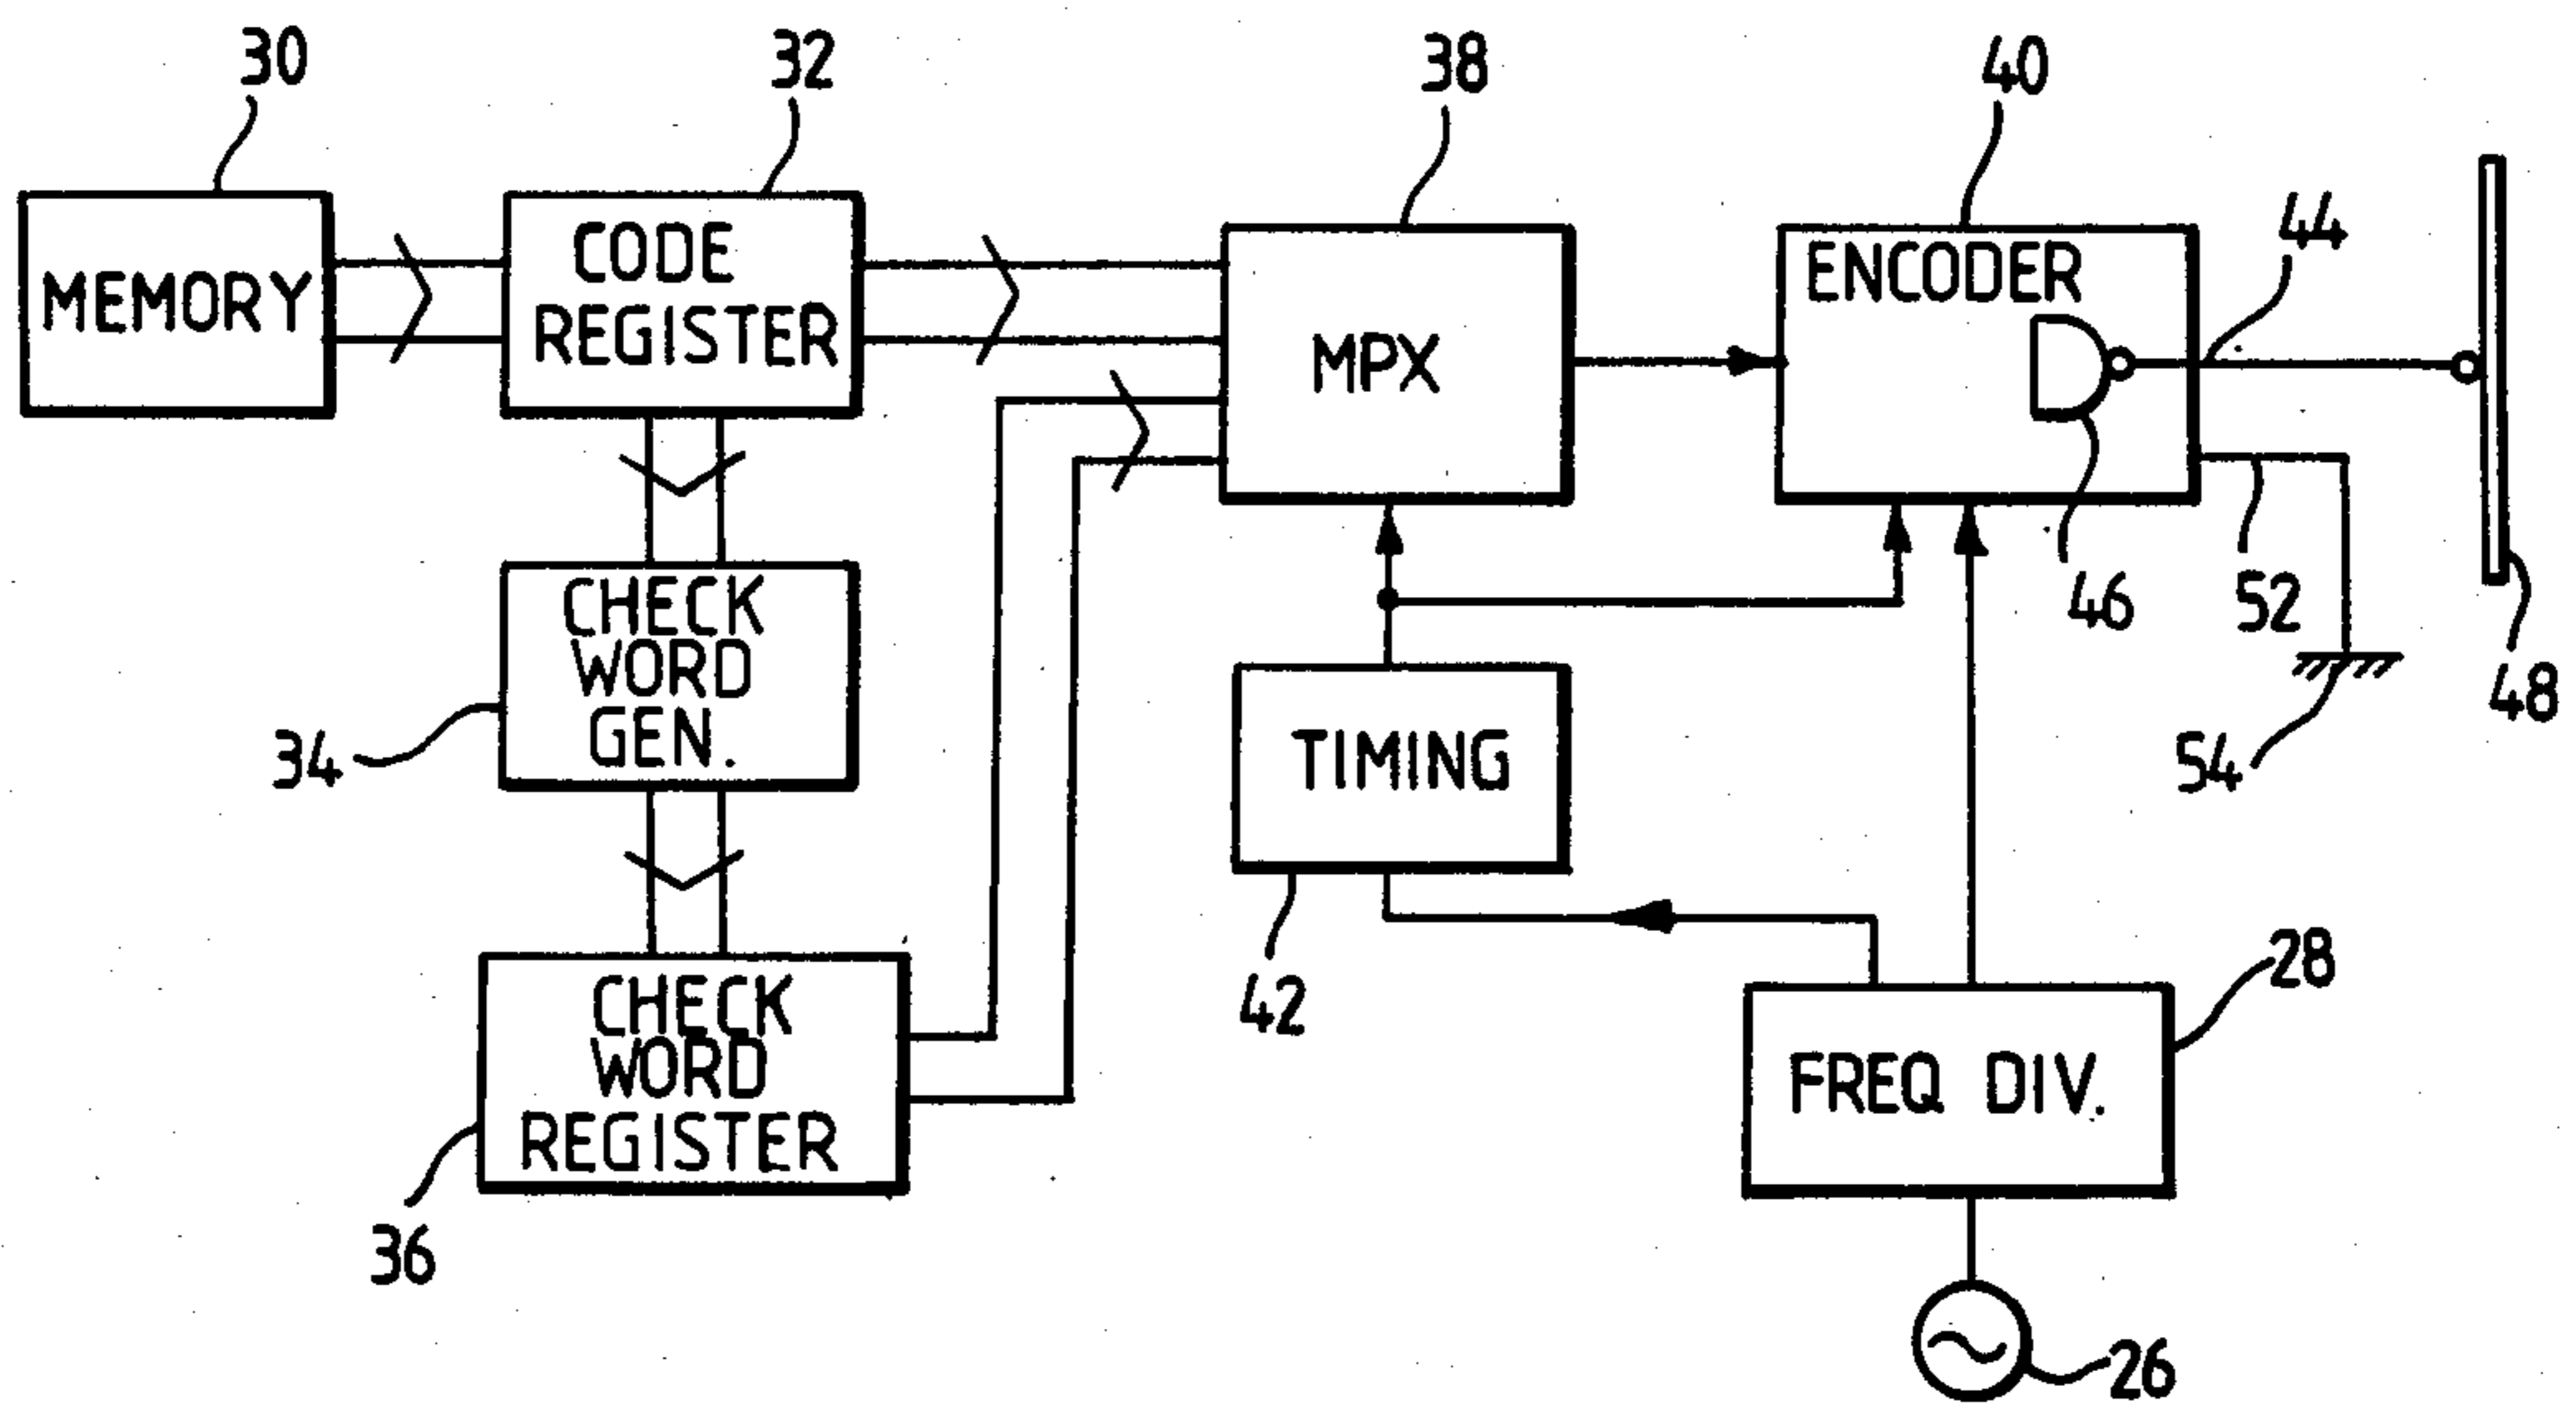 30
32
38
40
44
MEMORY
CODE
REGISTER
MPX
ENCODER
46
52
48
54
CHECK
WORD
GEN.
34
TIMING
42
28
CHECK
WORD
REGISTER
36
FREQ DIV.
26